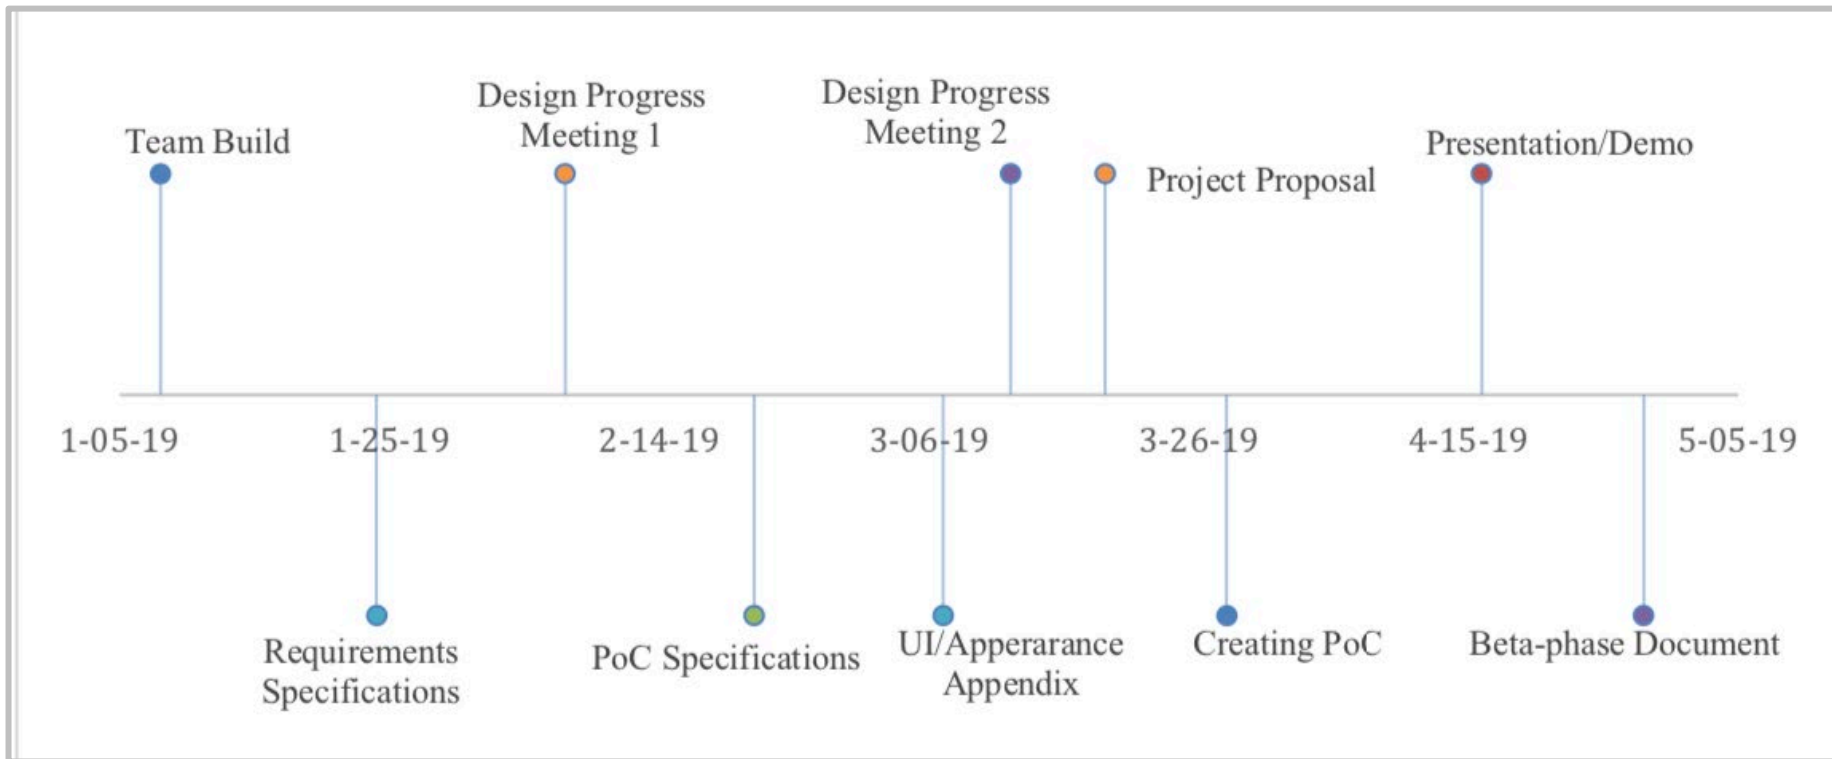 Team Build
Design Progress
Meeting 1
Design Progress
Meeting 2
Project Proposal
Presentation/Demo
1-05-19
1-25-19
2-14-19
3-06-19
3-26-19
4-15-19
5-05-19
Requirements
Specifications
PoC Specifications
UI/Apperarance
Appendix
Creating PoC
Beta-phase Document